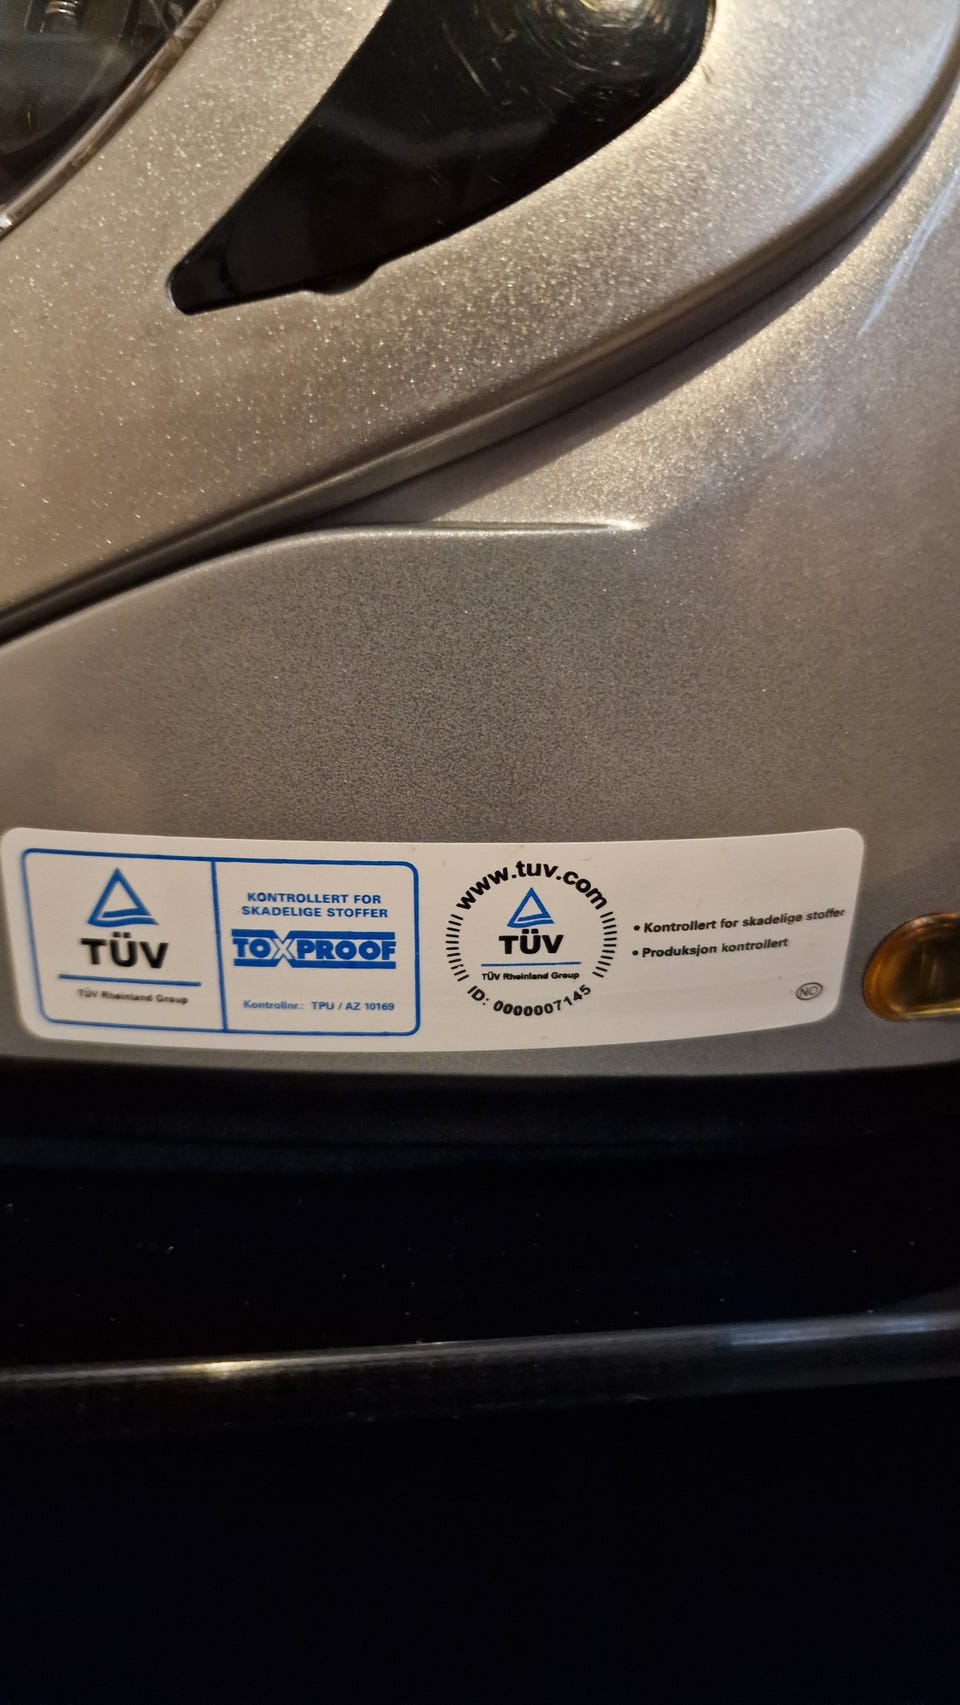 TÜV
TÜV Rheinland Group
KONTROLLERT FOR
SKADELIGE STOFFER
TOXPROOF
Kontrollnr.: TPU / AZ 10169
www.tuv.com
TÜV
TÜV Rheinland Group
ID: 0000007145
• Kontrollert for skadelige stoffer
• Produksjon kontrollert
NO